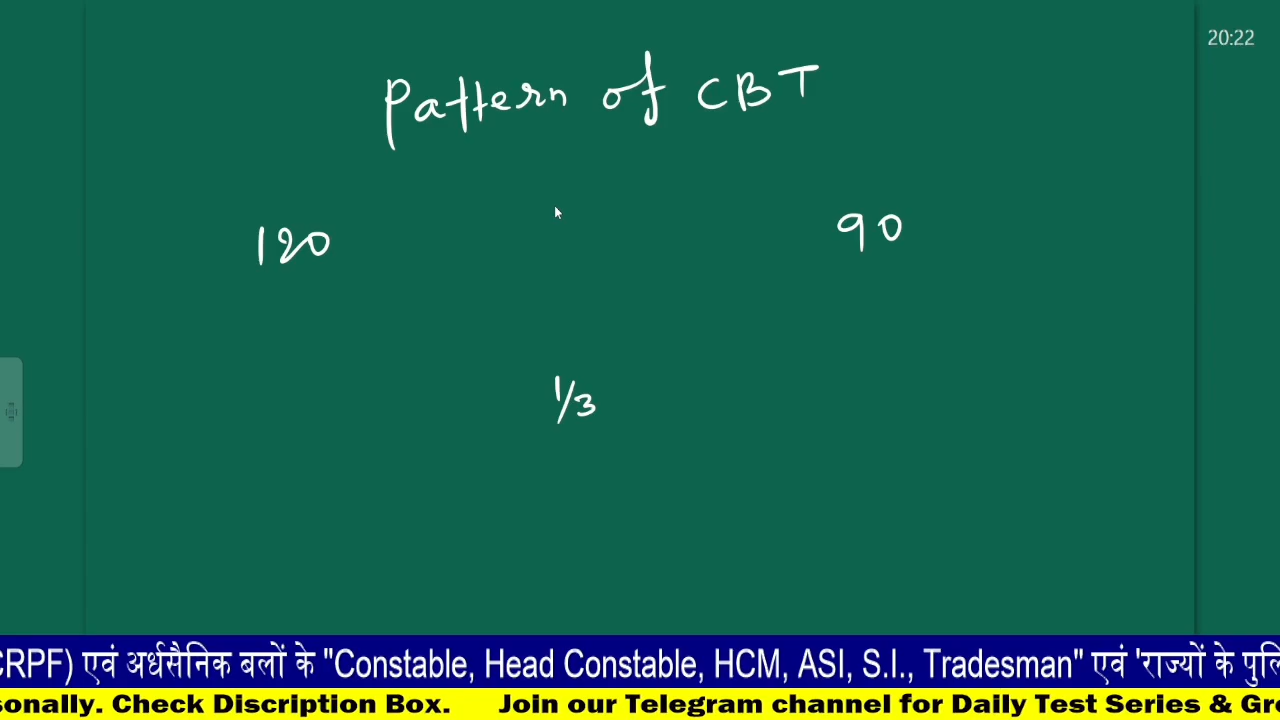 20:22
Pattern of CBT
120
90
1/3
CRPF) एवं अर्धसैनिक बलों के "Constable, Head Constable, HCM, ASI, S.I., Tradesman" एवं 'राज्यों के पुलि
sonally. Check Discription Box. Join our Telegram channel for Daily Test Series & Gr